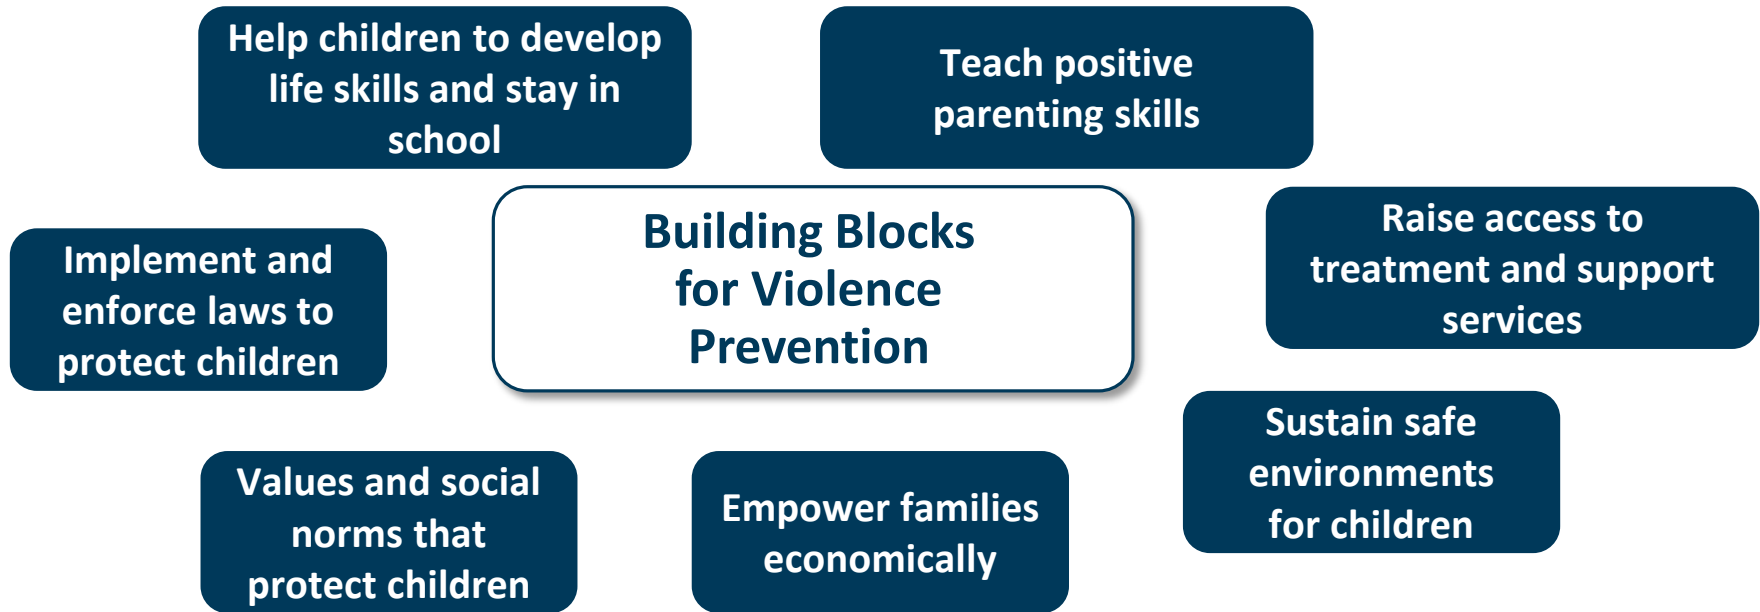 Help children to develop
life skills and stay in
school
Teach positive
parenting skills
Building Blocks
for Violence
Prevention
Raise access to
treatment and support
services
Implement and
enforce laws to
protect children
Sustain safe
environments
for children
Values and social
norms that
protect children
Empower families
economically